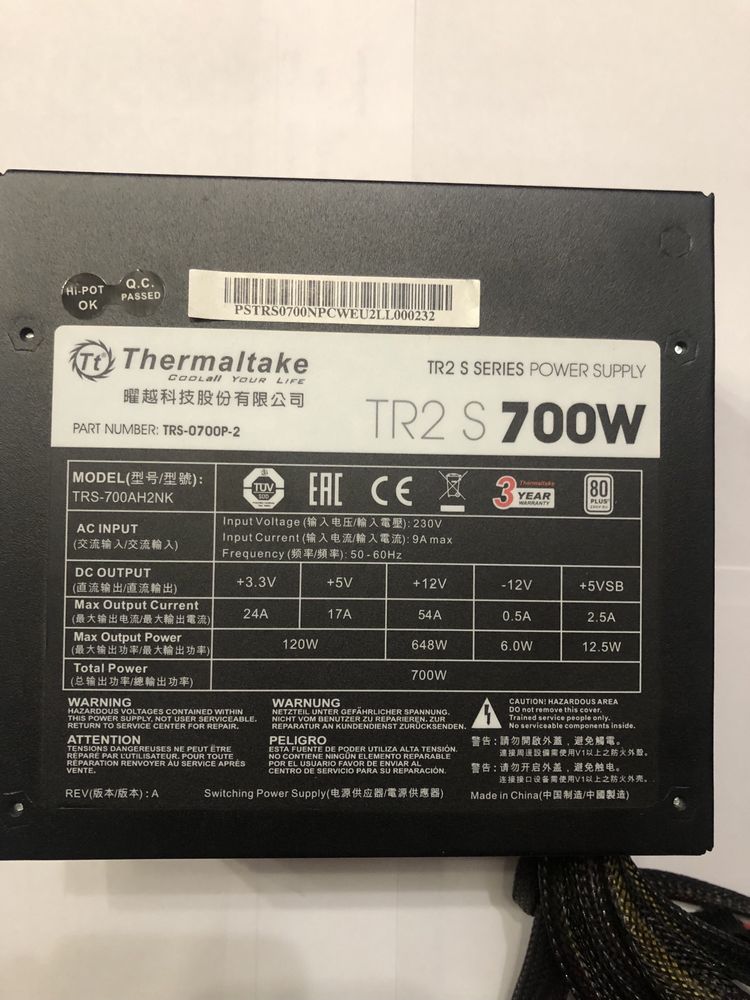 HI-POT
OK
Q.C.
PASSED
PSTRS0700NPCWEU2LL000232
Tt Thermaltake
COOLall YOUR LIFE
曜越科技股份有限公司
PART NUMBER: TRS-0700P-2
TR2 S SERIES POWER SUPPLY
TR2 S 700W
MODEL(型号/型號):
TRS-700AH2NK
TÜV
EAC
CE
Thermaltake
3 YEAR
WARRANTY
80
PLUS
AC INPUT
(交流输入/交流輸入)
Input Voltage (输入电压/輸入電壓): 230V
Input Current (输入电流/輸入電流): 9A max
Frequency (频率/頻率): 50 - 60Hz
DC OUTPUT
(直流输出/直流輸出)
+3.3V +5V +12V -12V +5VSB
Max Output Current
(最大输出电流/最大輸出電流)
24A 17A 54A 0.5A 2.5A
Max Output Power
(最大输出功率/最大輸出功率)
120W 648W 6.0W 12.5W
Total Power
(总输出功率/總輸出功率)
700W
WARNING
HAZARDOUS VOLTAGES CONTAINED WITHIN
THIS POWER SUPPLY, NOT USER SERVICEABLE.
RETURN TO SERVICE CENTER FOR REPAIR.
WARNUNG
NETZTEIL UNTER GEFÄHRLICHER SPANNUNG.
NICHT VOM BENUTZER ZU REPARIEREN. ZUR
REPARATUR AN KUNDENDIENST ZURÜCKSENDEN.
CAUTION! HAZARDOUS AREA
DO not remove this cover.
Trained service people only.
No serviceable components inside.
ATTENTION
TENSIONS DANGEREUSES NE PEUT ÊTRE
RÉPARÉ PAR L'UTILISATEUR. POUR TOUTE
RÉPARATION RENVOYER AU SERVICE APRÈS
VENTE.
PELIGRO
ESTA FUENTE DE PODER UTILIZA ALTA TENSIÓN.
NO CONTIENE NINGÚN ELEMENTO REPARABLE
POR EL USUARIO FAVOR DE ENVIAR AL
CENTRO DE SERVICIO PARA SU REPARACIÓN.
警告: 請勿開啟外蓋，避免觸電。
連接周邊設備需使用V1以上之防火外殼。
警告: 请勿开启外盖，避免触电。
连接接口设备需使用V1以上之防火外壳。
REV(版本/版本) : A
Switching Power Supply(电源供应器/電源供應器)
Made in China(中国制造/中國製造)